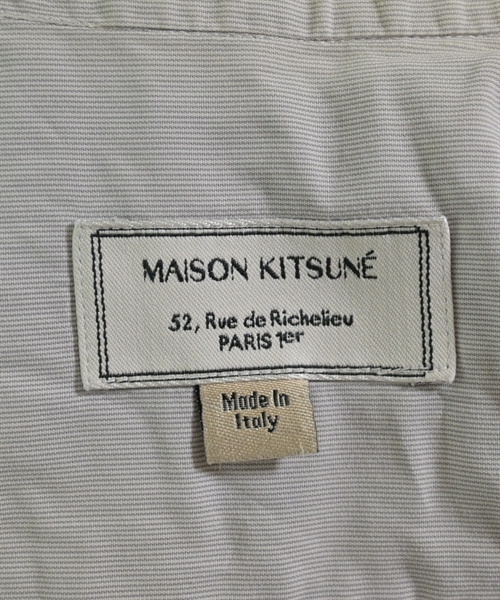 MAISON KITSUNÉ
52, Rue de Richelieu
PARIS 1er
Made In
Italy